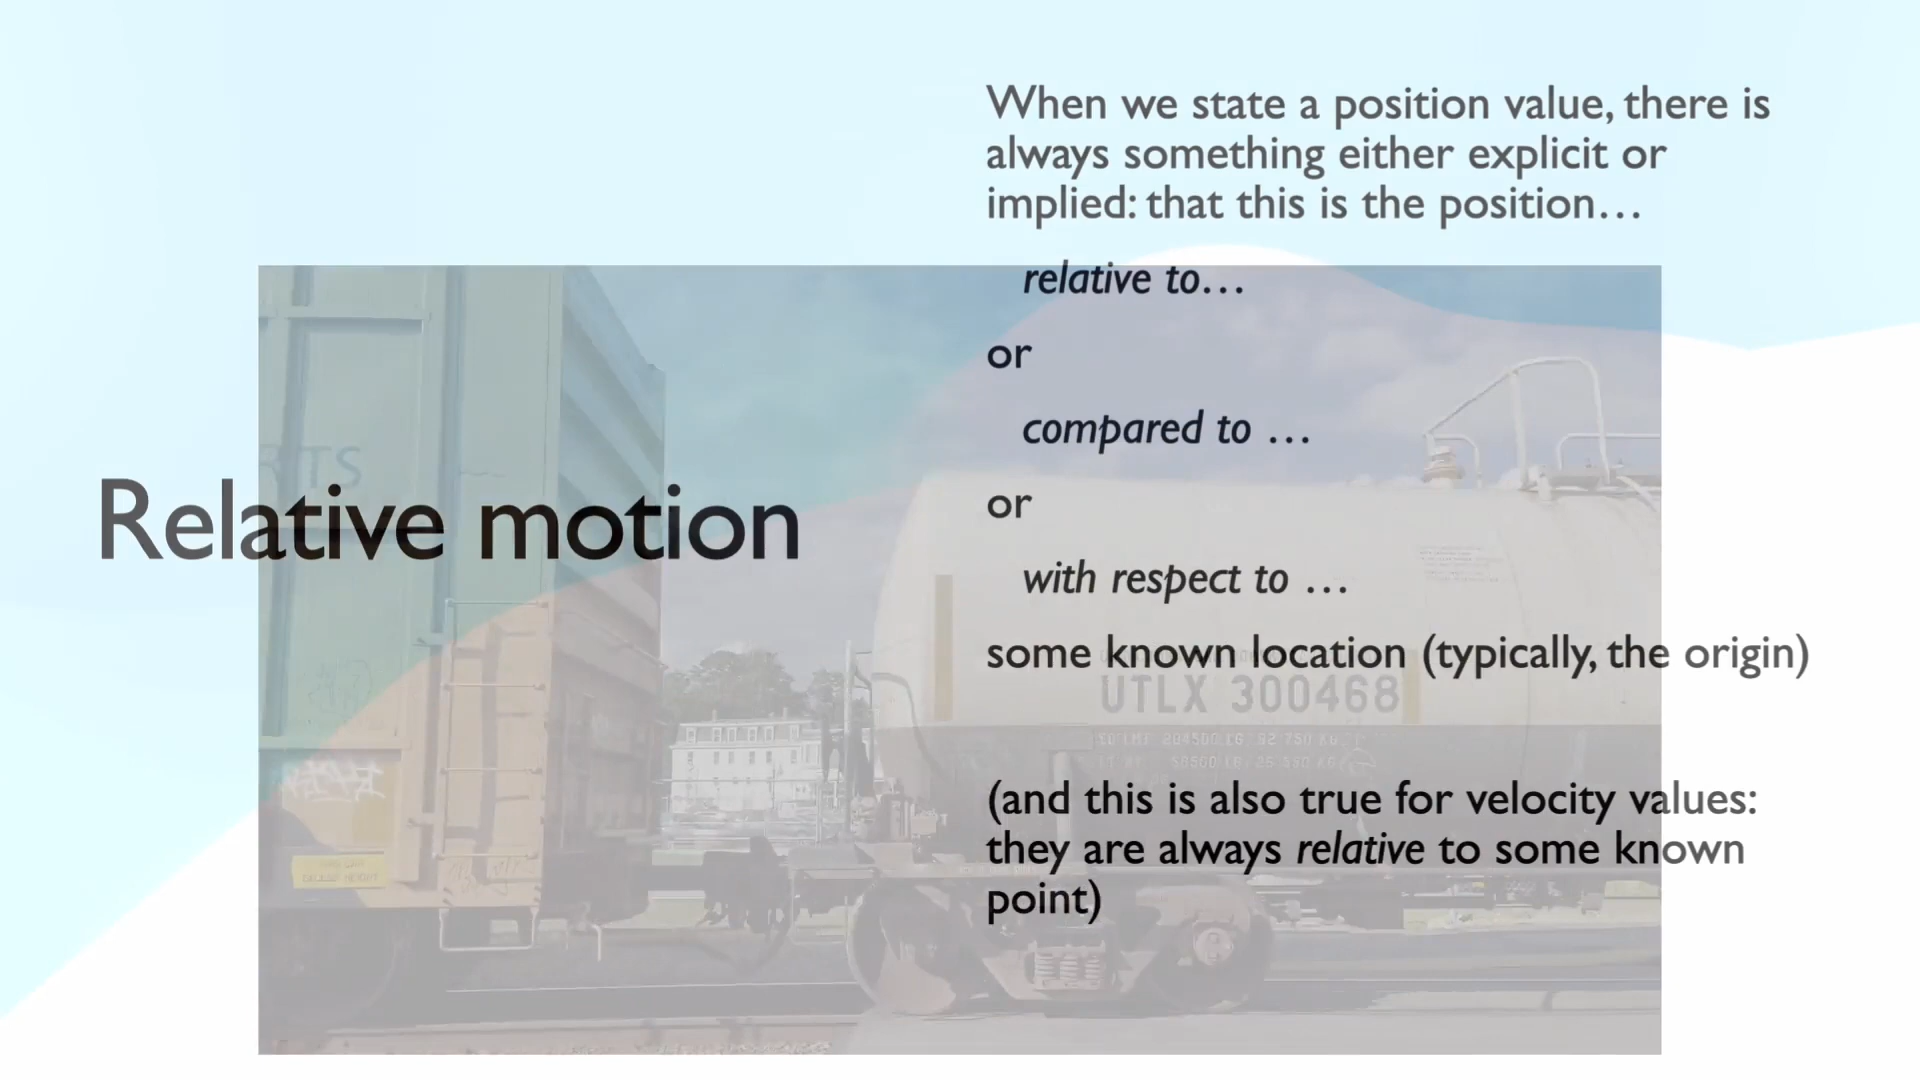 When we state a position value, there is
always something either explicit or
implied: that this is the position…
relative to…
or
compared to …
or
with respect to …
some known location (typically, the origin)
(and this is also true for velocity values:
they are always relative to some known
point)
Relative motion
RTS
UTLX 300468